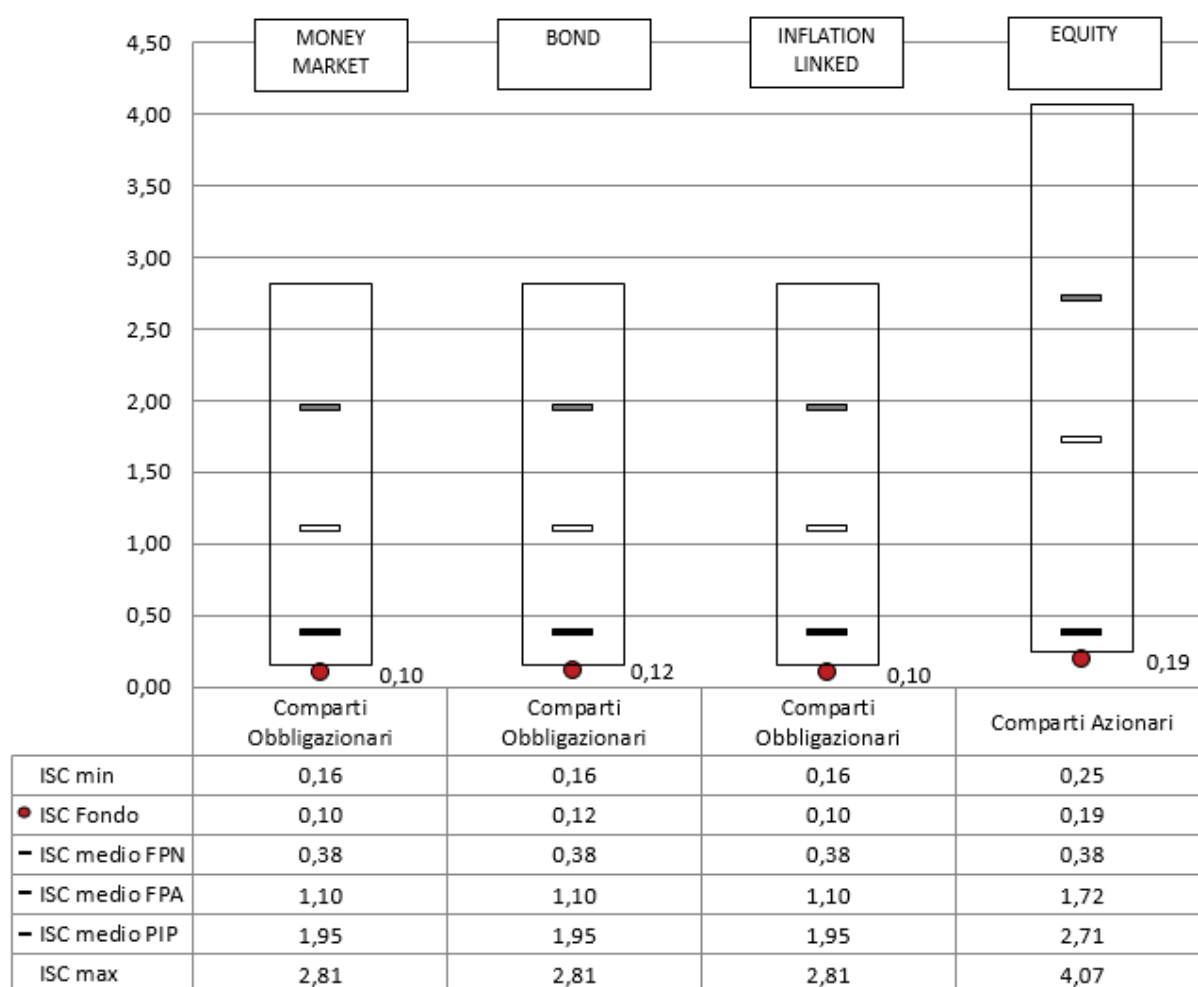 MONEY
MARKET
BOND
INFLATION
LINKED
EQUITY
4,50
4,00
3,50
3,00
2,50
2,00
1,50
1,00
0,50
0,00
0,10
0,12
0,10
0,19
Comparti
Obbligazionari
Comparti
Obbligazionari
Comparti
Obbligazionari
Comparti Azionari
ISC min 0,16 0,16 0,16 0,25
ISC Fondo 0,10 0,12 0,10 0,19
ISC medio FPN 0,38 0,38 0,38 0,38
ISC medio FPA 1,10 1,10 1,10 1,72
ISC medio PIP 1,95 1,95 1,95 2,71
ISC max 2,81 2,81 2,81 4,07